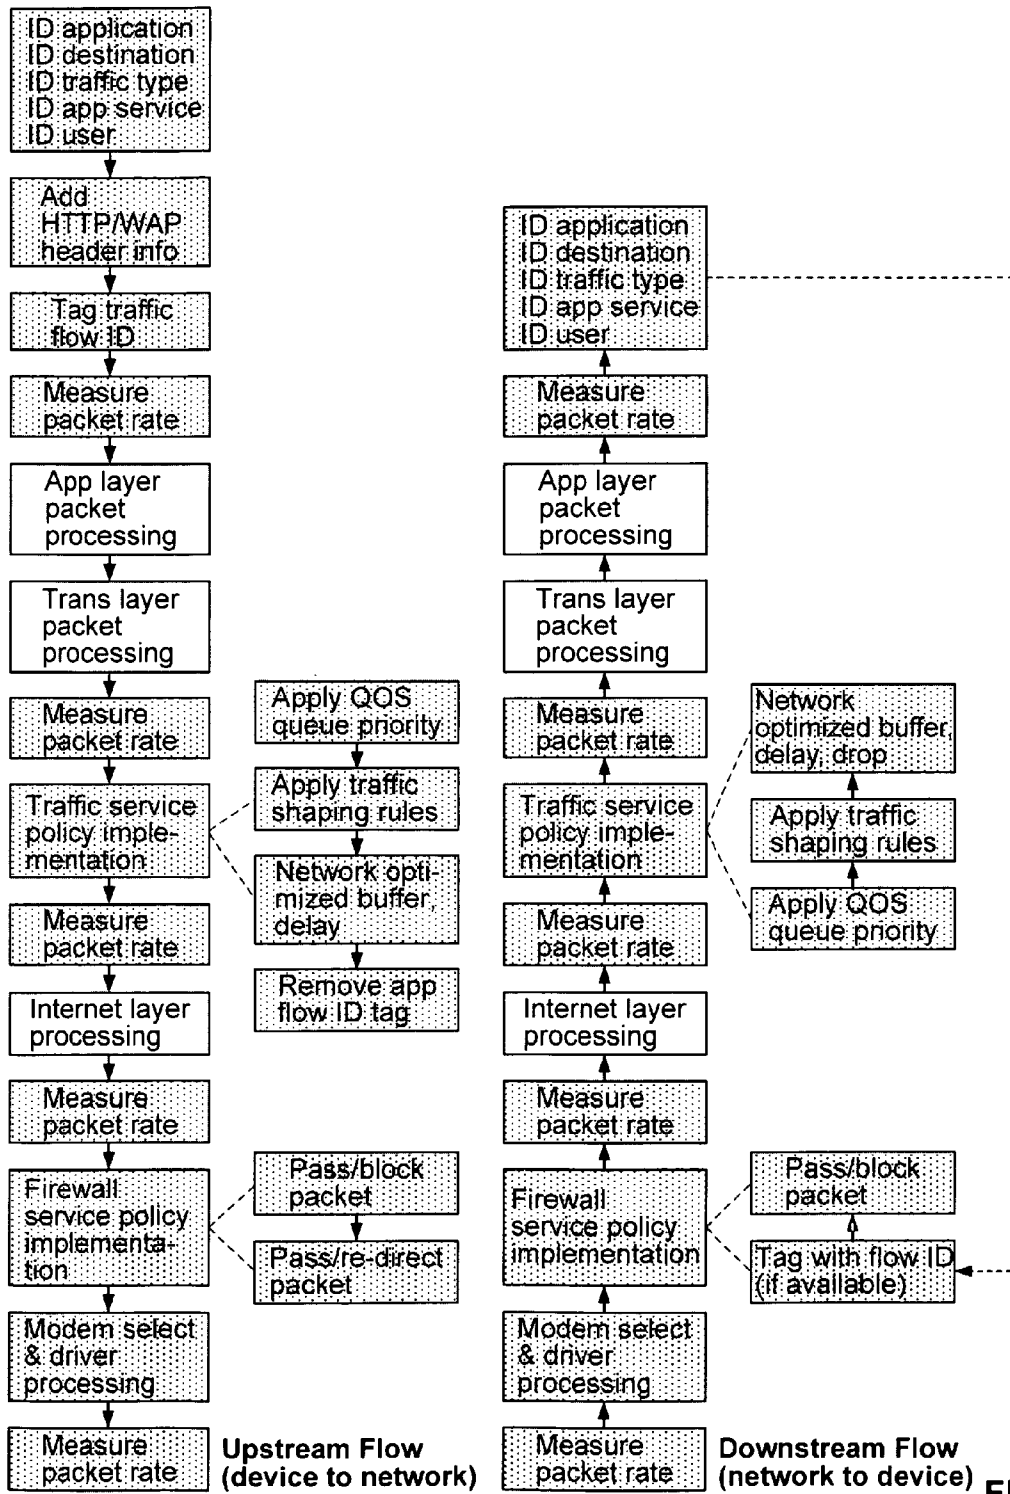 ID application
ID destination
ID traffic type
ID app service
ID user
Add
HTTP/WAP
header info
Tag traffic
flow ID
Measure
packet rate
App layer
packet
processing
Trans layer
packet
processing
Measure
packet rate
Traffic service
policy imple-
mentation
Measure
packet rate
Internet layer
processing
Measure
packet rate
Firewall
service policy
implementa-
tion
Modem select
& driver
processing
Measure
packet rate
Apply QOS
queue priority
Apply traffic
shaping rules
Network opti-
mized buffer,
delay
Remove app
flow ID tag
Pass/block
packet
Pass/re-direct
packet
Upstream Flow
(device to network)
ID application
ID destination
ID traffic type
ID app service
ID user
Measure
packet rate
App layer
packet
processing
Trans layer
packet
processing
Measure
packet rate
Traffic service
policy imple-
mentation
Measure
packet rate
Internet layer
processing
Measure
packet rate
Firewall
service policy
implementation
Modem select
& driver
processing
Measure
packet rate
Network
optimized buffer,
delay, drop
Apply traffic
shaping rules
Apply QOS
queue priority
Pass/block
packet
Tag with flow ID
(if available)
Downstream Flow
(network to device)